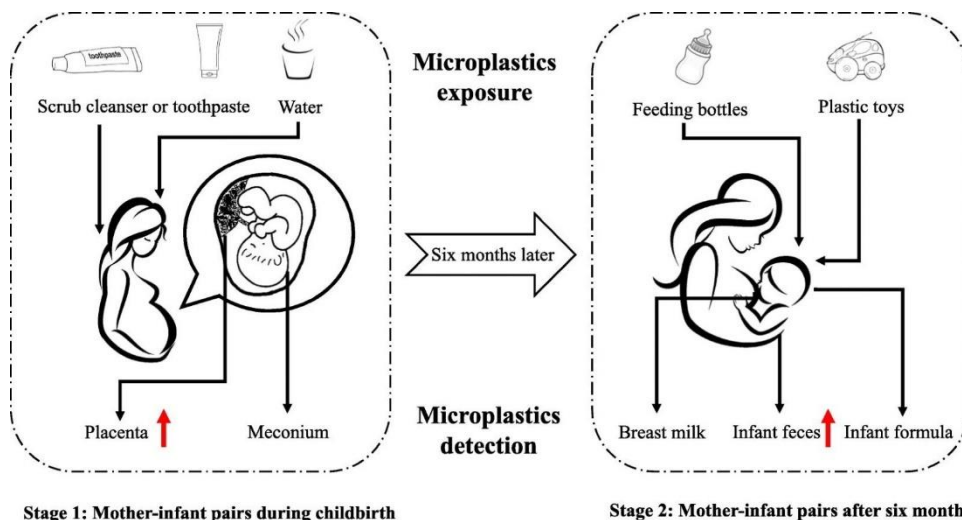 toothpaste
Scrub cleanser or toothpaste
Water
Microplastics
exposure
Feeding bottles
Plastic toys
Six months later
Placenta
Meconium
Microplastics
detection
Breast milk
Infant feces
Infant formula
Stage 1: Mother-infant pairs during childbirth
Stage 2: Mother-infant pairs after six month